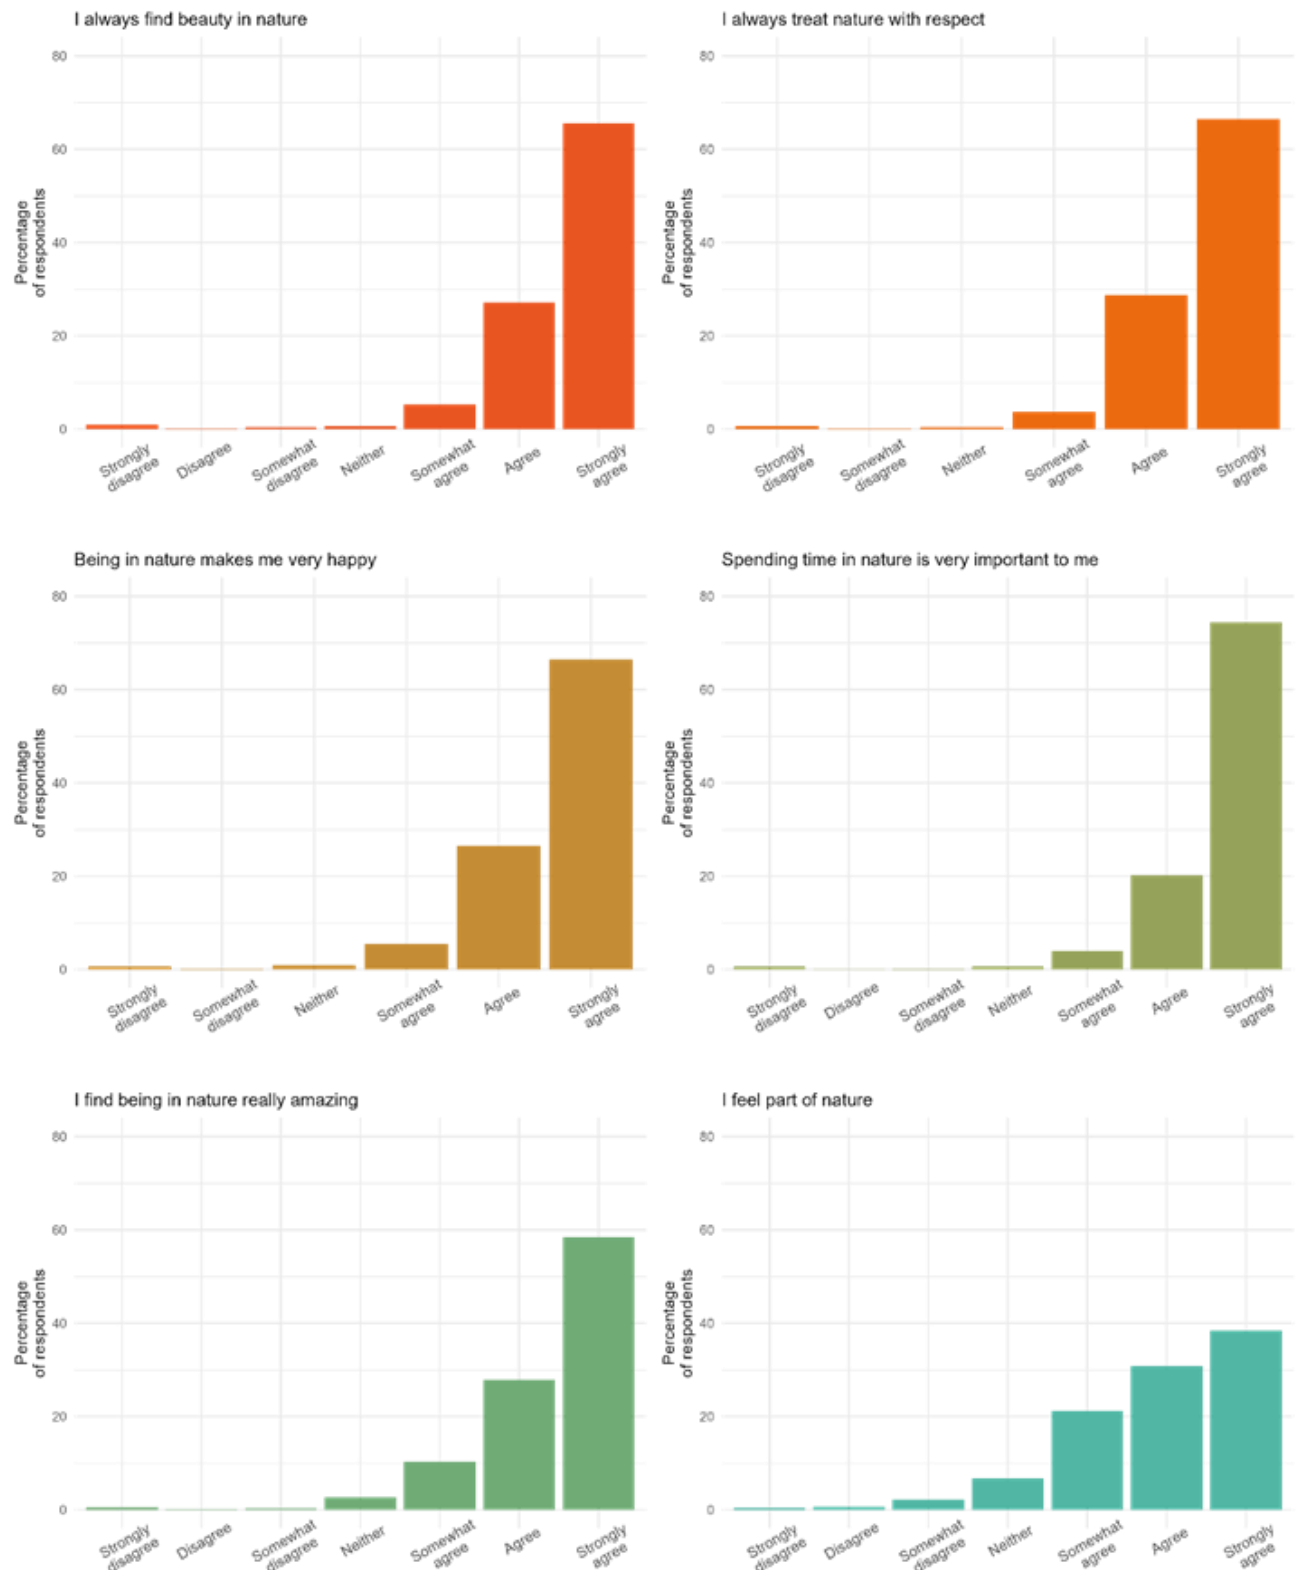 I always find beauty in nature
80
60
40
20
0
Percentage
of respondents
Strongly
disagree
Disagree
Somewhat
disagree
Neither
Somewhat
agree
Agree
Strongly
agree
I always treat nature with respect
80
60
40
20
0
Percentage
of respondents
Strongly
disagree
Somewhat
disagree
Neither
Somewhat
agree
Agree
Strongly
agree
Being in nature makes me very happy
80
60
40
20
0
Percentage
of respondents
Strongly
disagree
Somewhat
disagree
Neither
Somewhat
agree
Agree
Strongly
agree
Spending time in nature is very important to me
80
60
40
20
0
Percentage
of respondents
Strongly
disagree
Disagree
Somewhat
disagree
Neither
Somewhat
agree
Agree
Strongly
agree
I find being in nature really amazing
80
60
40
20
0
Percentage
of respondents
Strongly
disagree
Disagree
Somewhat
disagree
Neither
Somewhat
agree
Agree
Strongly
agree
I feel part of nature
80
60
40
20
0
Percentage
of respondents
Strongly
disagree
Disagree
Somewhat
disagree
Neither
Somewhat
agree
Agree
Strongly
agree